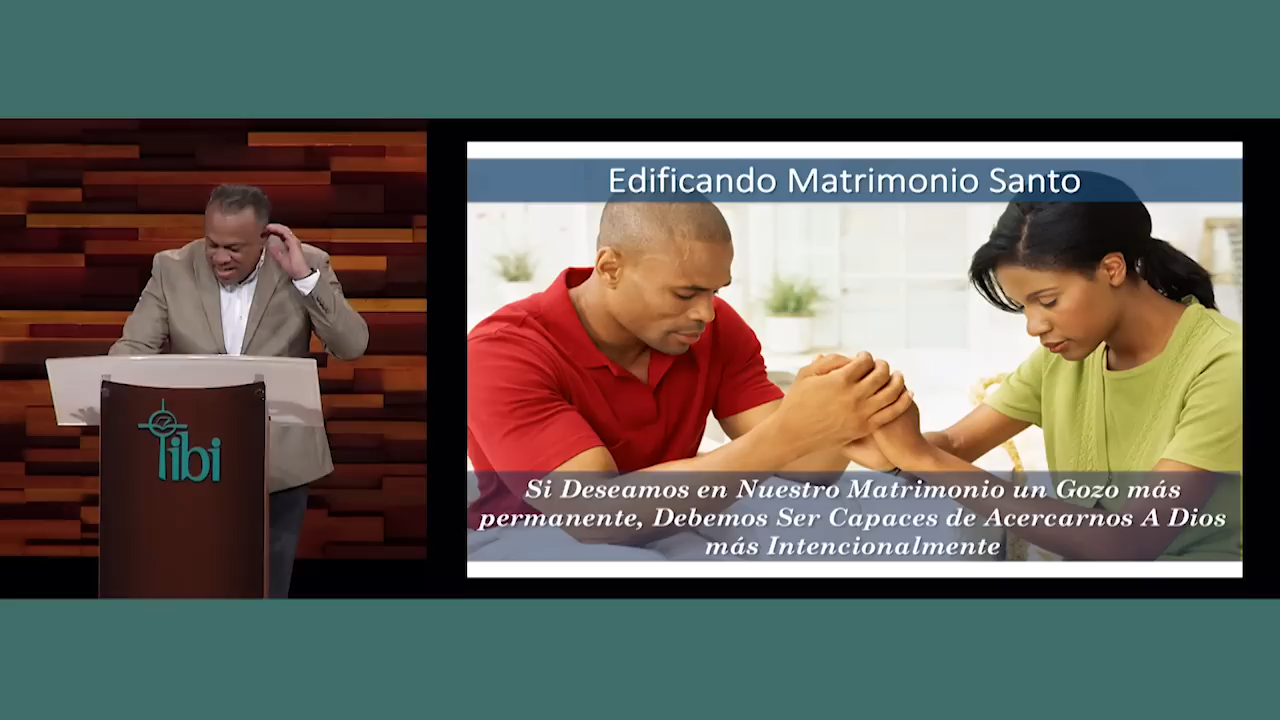 Edificando Matrimonio Santo
Si Deseamos en Nuestro Matrimonio un Gozo más
permanente, Debemos Ser Capaces de Acercarnos A Dios
más Intencionalmente
ibi